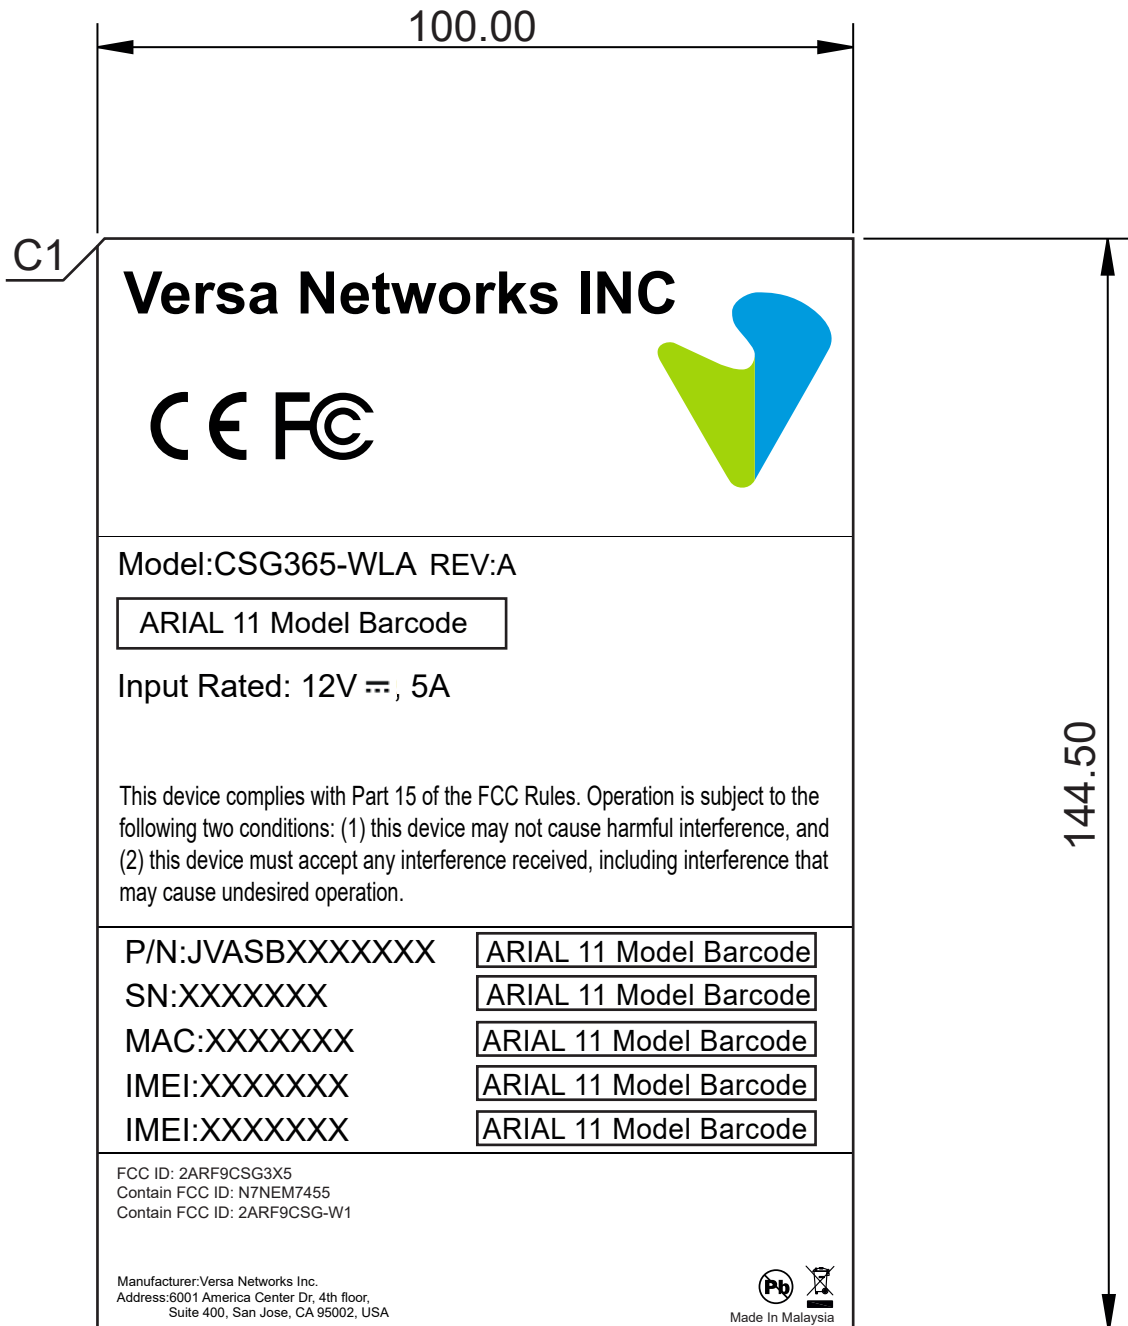 100.00
C1
Versa Networks INC
CE FC
Model:CSG365-WLA REV:A
ARIAL 11 Model Barcode
Input Rated: 12V ⎓, 5A
144.50
This device complies with Part 15 of the FCC Rules. Operation is subject to the
following two conditions: (1) this device may not cause harmful interference, and
(2) this device must accept any interference received, including interference that
may cause undesired operation.
P/N:JVASBXXXXXXX ARIAL 11 Model Barcode
SN:XXXXXXX ARIAL 11 Model Barcode
MAC:XXXXXXX ARIAL 11 Model Barcode
IMEI:XXXXXXX ARIAL 11 Model Barcode
IMEI:XXXXXXX ARIAL 11 Model Barcode
FCC ID: 2ARF9CSG3X5
Contain FCC ID: N7NEM7455
Contain FCC ID: 2ARF9CSG-W1
Manufacturer:Versa Networks Inc.
Address:6001 America Center Dr, 4th floor,
Suite 400, San Jose, CA 95002, USA
Pb
Made In Malaysia